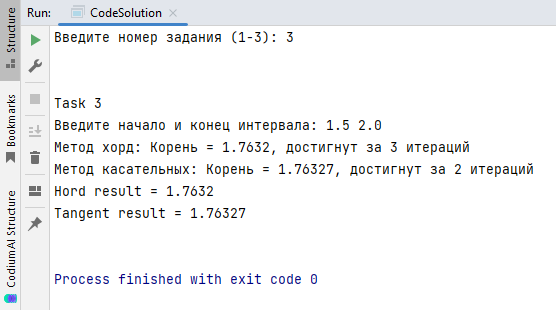 Run: CodeSolution
Введите номер задания (1-3): 3
Task 3
Введите начало и конец интервала: 1.5 2.0
Метод хорд: Корень = 1.7632, достигнут за 3 итераций
Метод касательных: Корень = 1.76327, достигнут за 2 итераций
Hord result = 1.7632
Tangent result = 1.76327
Process finished with exit code 0
Structure
Bookmarks
CodiumAI Structure